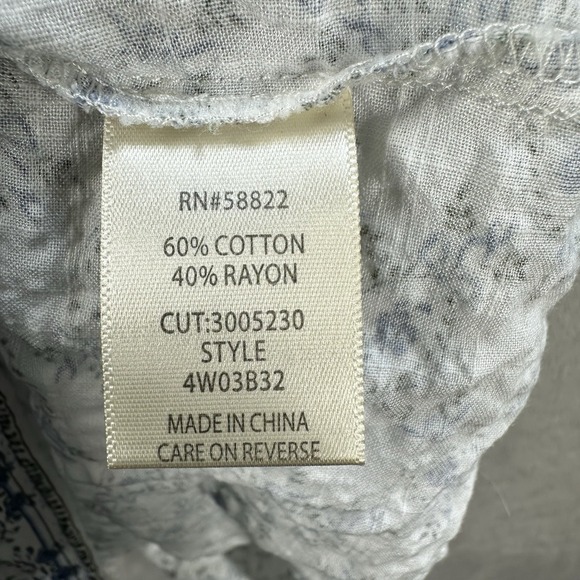 RN#58822
60% COTTON
40% RAYON
CUT:3005230
STYLE
4W03B32
MADE IN CHINA
CARE ON REVERSE